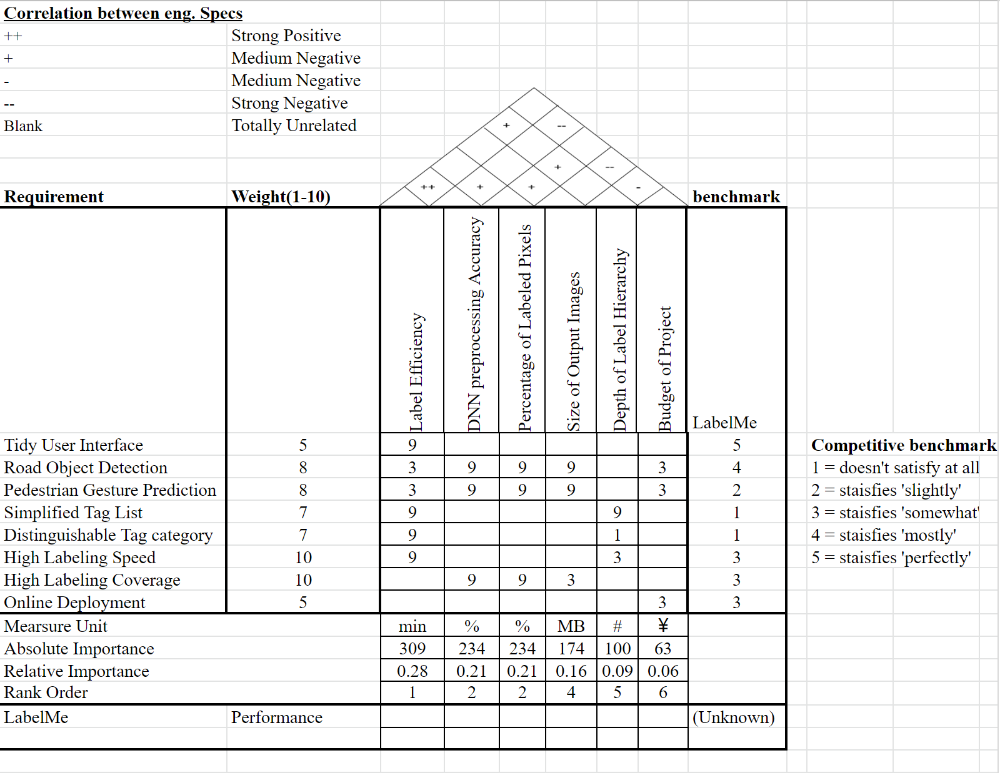 Correlation between eng. Specs
++ Strong Positive
+ Medium Negative
- Medium Negative
-- Strong Negative
Blank Totally Unrelated
+ --
+ --
++ + + -
Requirement Weight(1-10) benchmark
Label Efficiency
DNN preprocessing Accuracy
Percentage of Labeled Pixels
Size of Output Images
Depth of Label Hierarchy
Budget of Project
LabelMe
Tidy User Interface 5 9 5 Competitive benchmark
Road Object Detection 8 3 9 9 9 3 4 1 = doesn't satisfy at all
Pedestrian Gesture Prediction 8 3 9 9 9 3 2 2 = staisfies 'slightly'
Simplified Tag List 7 9 9 1 3 = staisfies 'somewhat'
Distinguishable Tag category 7 9 1 1 4 = staisfies 'mostly'
High Labeling Speed 10 9 3 3 5 = staisfies 'perfectly'
High Labeling Coverage 10 9 9 3 3
Online Deployment 5 3 3
Mearsure Unit min % % MB # ¥
Absolute Importance 309 234 234 174 100 63
Relative Importance 0.28 0.21 0.21 0.16 0.09 0.06
Rank Order 1 2 2 4 5 6
LabelMe Performance (Unknown)